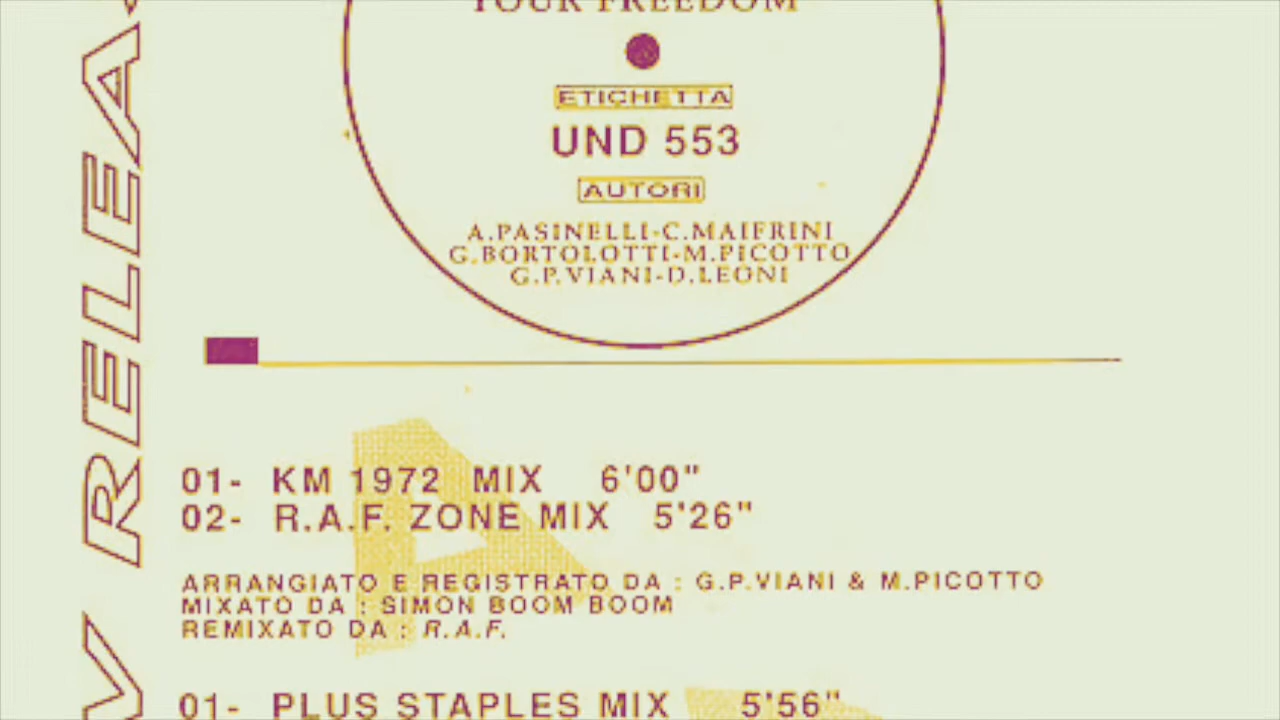 YOUR FREEDOM
ETICHETTA
UND 553
AUTORI
A.PASINELLI-C.MAIFRINI
G.BORTOLOTTI-M.PICOTTO
G.P.VIANI-D.LEONI
01- KM 1972 MIX 6'00"
02- R.A.F. ZONE MIX 5'26"
ARRANGIATO E REGISTRATO DA : G.P.VIANI & M.PICOTTO
MIXATO DA : SIMON BOOM BOOM
REMIXATO DA : R.A.F.
01- PLUS STAPLES MIX 5'56"